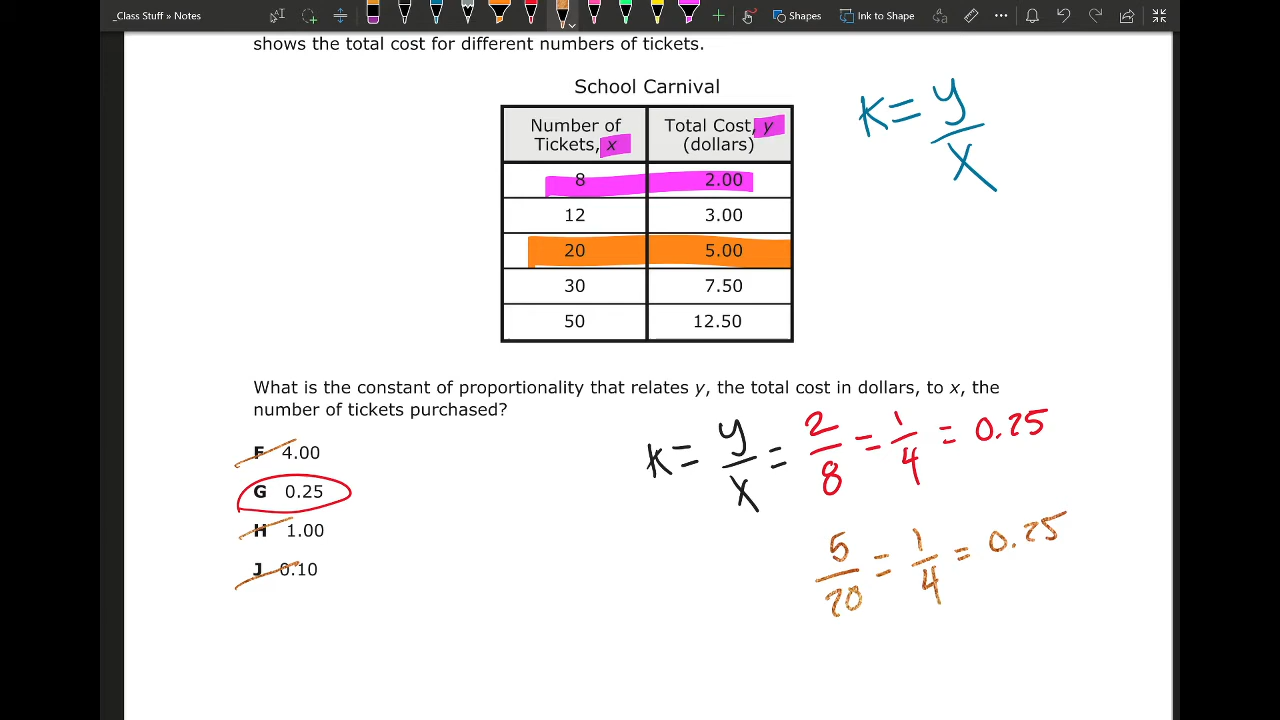 _Class Stuff » Notes
Shapes
Ink to Shape
shows the total cost for different numbers of tickets.
School Carnival
Number of Tickets, x
Total Cost, y (dollars)
8 2.00
12 3.00
20 5.00
30 7.50
50 12.50
K = y/x
What is the constant of proportionality that relates y, the total cost in dollars, to x, the
number of tickets purchased?
F 4.00
G 0.25
H 1.00
J 0.10
K = y/x = 2/8 = 1/4 = 0.25
5/20 = 1/4 = 0.25